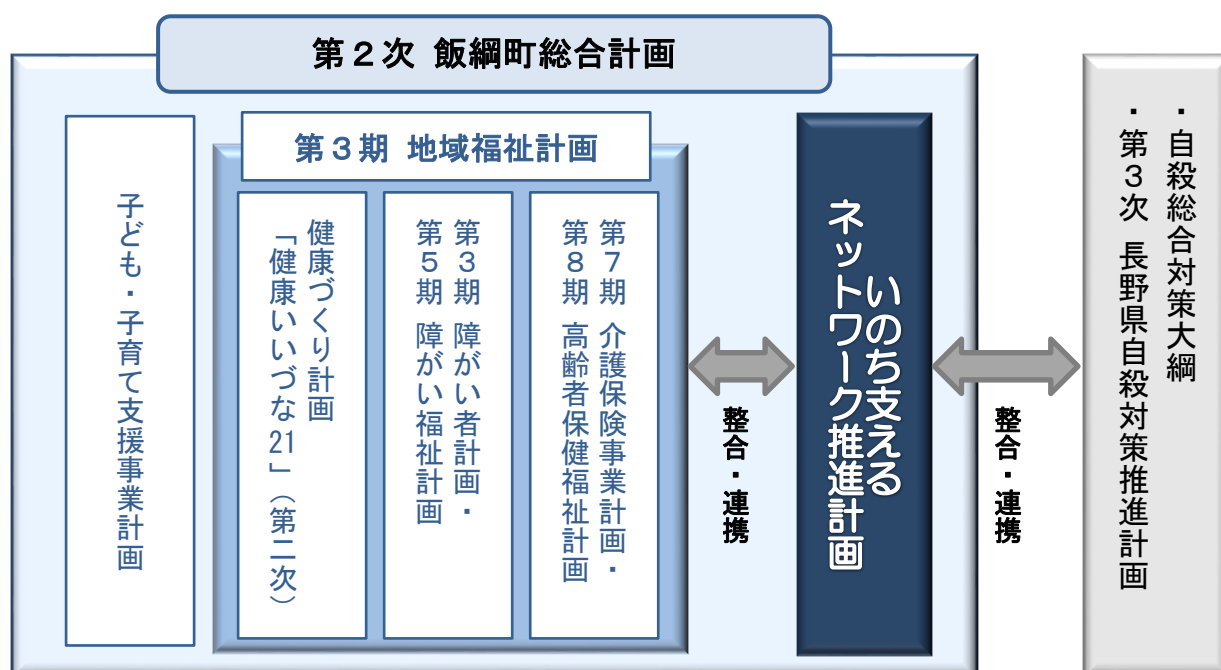 第２次 飯綱町総合計画
子ども・子育て支援事業計画
第３期 地域福祉計画
健康づくり計画
「健康いいづな21」（第二次）
第３期 障がい者計画・
第５期 障がい福祉計画
第７期 介護保険事業計画・
第８期 高齢者保健福祉計画
整合・連携
いのち支える
ネットワーク推進計画
整合・連携
・自殺総合対策大綱
・第３次 長野県自殺対策推進計画